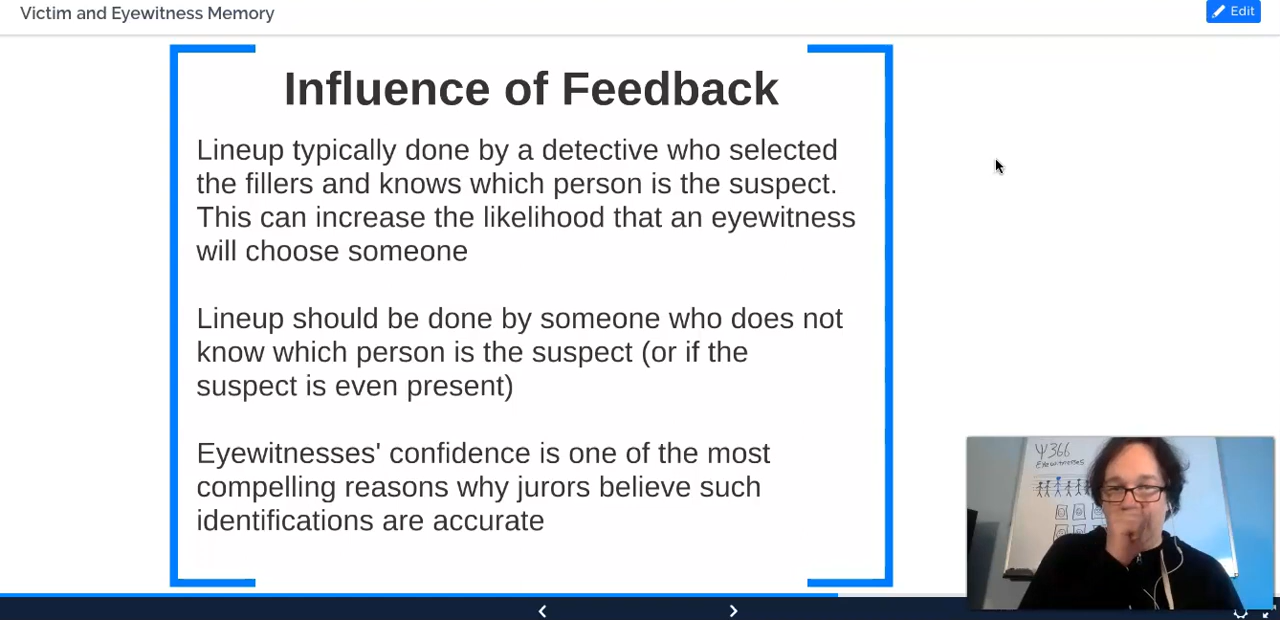 Victim and Eyewitness Memory
Edit
Influence of Feedback
Lineup typically done by a detective who selected
the fillers and knows which person is the suspect.
This can increase the likelihood that an eyewitness
will choose someone
Lineup should be done by someone who does not
know which person is the suspect (or if the
suspect is even present)
Eyewitnesses' confidence is one of the most
compelling reasons why jurors believe such
identifications are accurate
Ψ366
Eyewitnesses